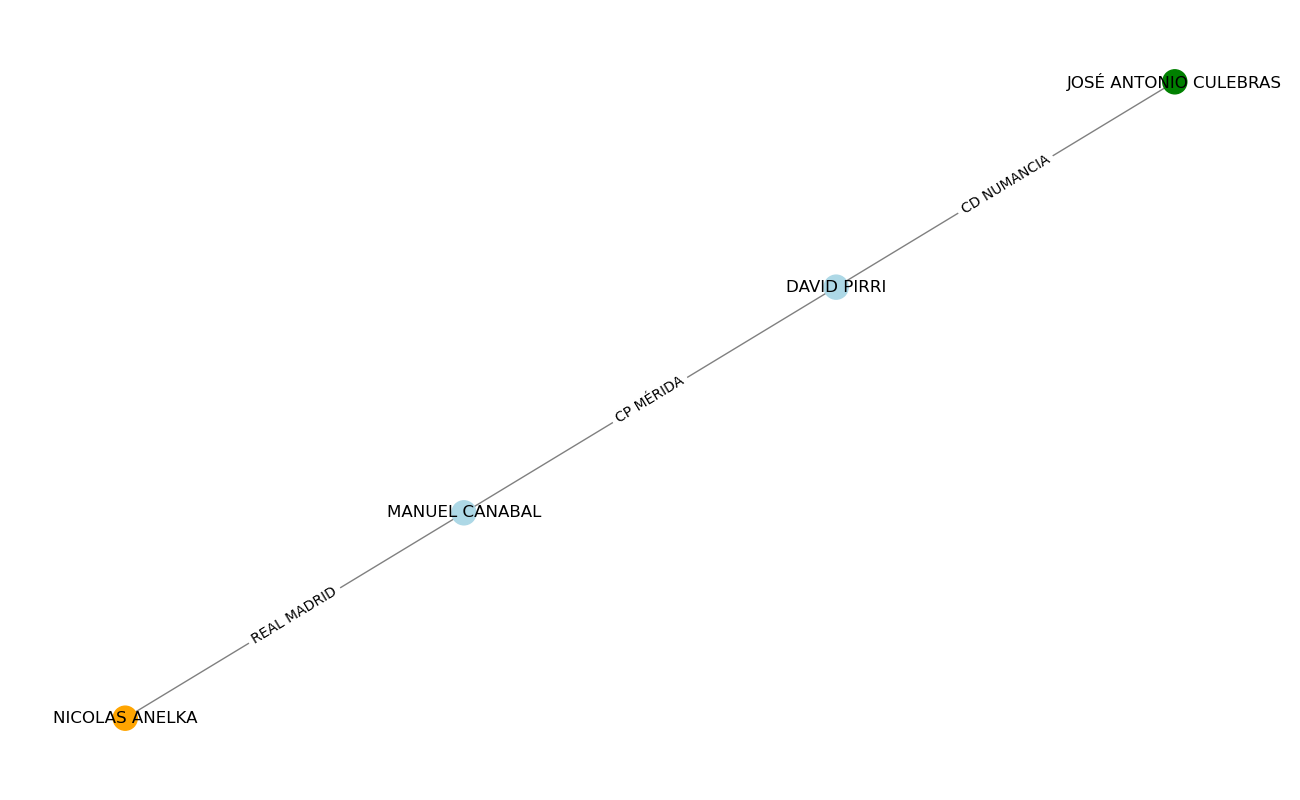 JOSÉ ANTONIO CULEBRAS
CD NUMANCIA
DAVID PIRRI
CP MÉRIDA
MANUEL CANABAL
REAL MADRID
NICOLAS ANELKA